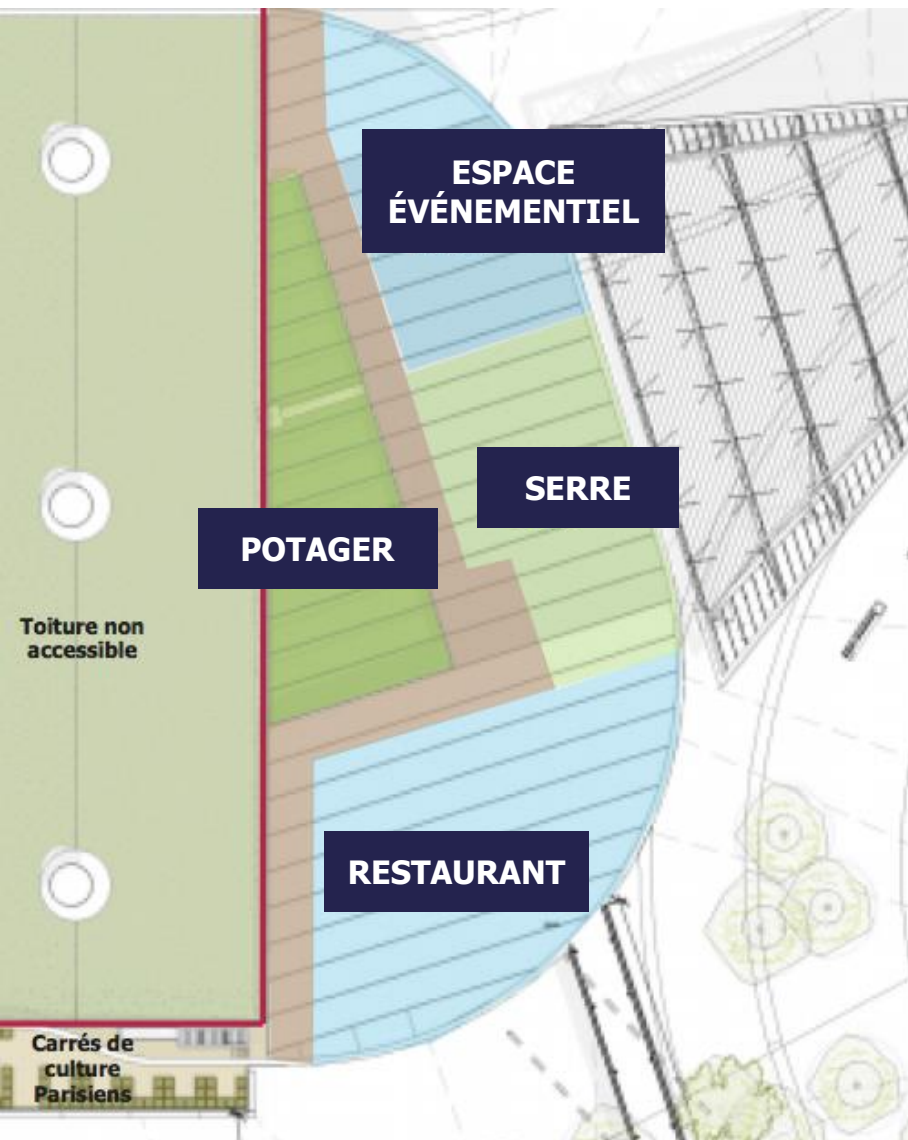 ESPACE
ÉVÉNEMENTIEL
SERRE
POTAGER
Toiture non
accessible
RESTAURANT
Carrés de
culture
Parisiens